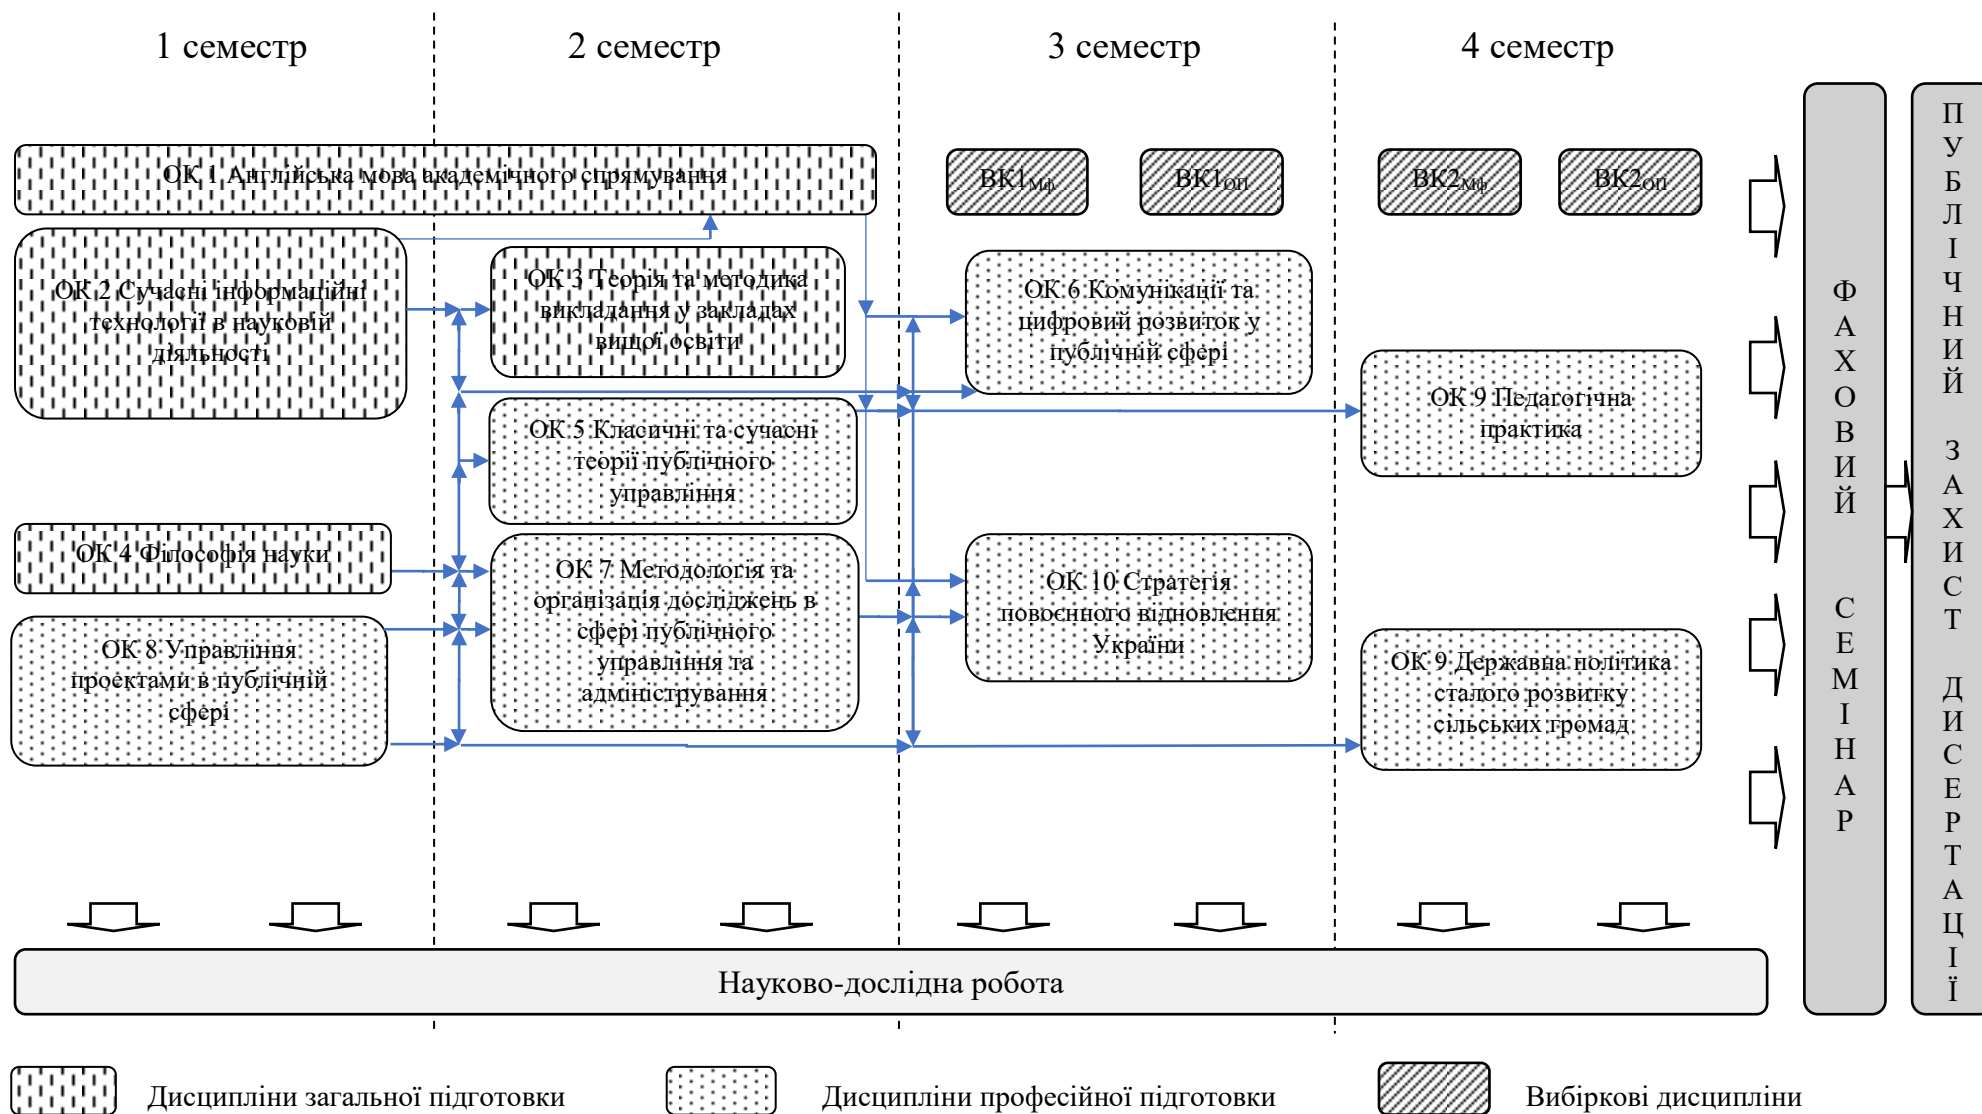 1 семестр
2 семестр
3 семестр
4 семестр
ОК 1 Англійська мова академічного спрямування
ВК1Мф
ВК1ОП
ВК2Мф
ВК2ОП
ОК 2 Сучасні інформаційні
технології в науковій
діяльності
ОК 3 Теорія та методика
викладання у закладах
вищої освіти
ОК 6 Комунікації та
цифровий розвиток у
публічній сфері
ОК 9 Педагогічна
практика
ОК 5 Класичні та сучасні
теорії публічного
управління
ОК 4 Філософія науки
ОК 7 Методологія та
організація досліджень в
сфері публічного
управління та
адміністрування
ОК 10 Стратегія
повоєнного відновлення
України
ОК 8 Управління
проєктами в публічній
сфері
ОК 9 Державна політика
сталого розвитку
сільських громад
ФАХОВИЙ СЕМІНАР
ПУБЛІЧНИЙ ЗАХИСТ ДИСЕРТАЦІЇ
Науково-дослідна робота
Дисципліни загальної підготовки
Дисципліни професійної підготовки
Вибіркові дисципліни